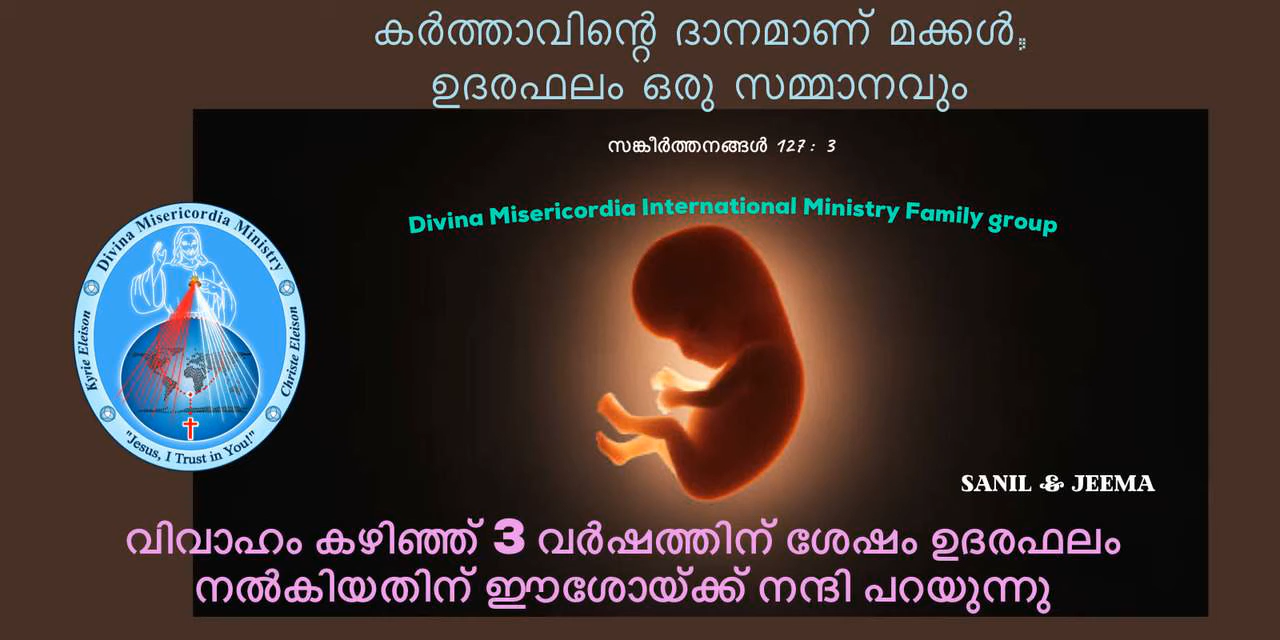 കർത്താവിന്റെ ദാനമാണ് മക്കൾ,
ഉദരഫലം ഒരു സമ്മാനവും
സങ്കീർത്തനങ്ങൾ 127 : 3
Divina Misericordia International Ministry Family group
Divina Misericordia Ministry
Kyrie Eleison
Christe Eleison
"Jesus, I Trust in You!"
SANIL & JEEMA
വിവാഹം കഴിഞ്ഞ് 3 വർഷത്തിന് ശേഷം ഉദരഫലം
നൽകിയതിന് ഈശോയ്ക്ക് നന്ദി പറയുന്നു